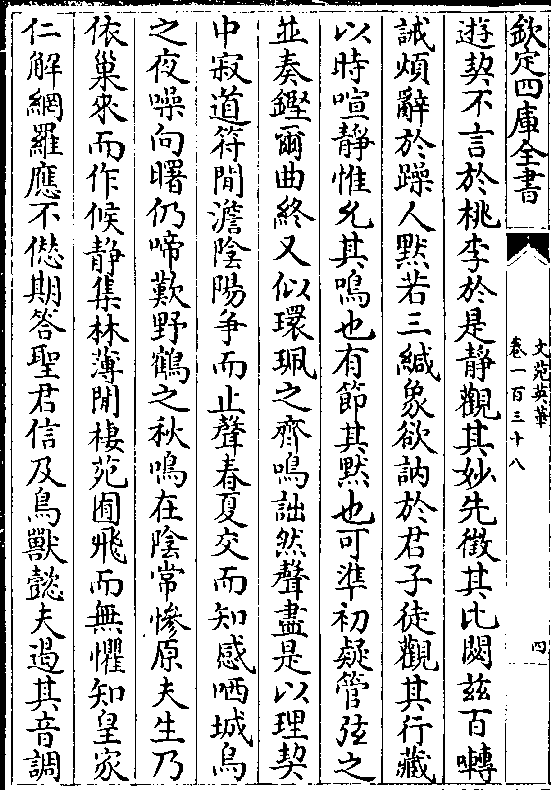 欽定四庫全書
文苑英華
卷一百三十八
四
遊契不言於桃李於是靜觀其妙先徵其比閱茲百囀
誡煩辭於躁人黙若三緘象欲訥於君子徒觀其行藏
以時喧靜惟允其鳴也有節其黙也可準初疑管弦之
並奏鏗爾曲終又似環珮之齊鳴詘然聲盡是以理契
中寂道符閒澹陰陽争而止聲春夏交而知感哂城烏
之夜噪向曙仍啼歎野鶴之秋鳴在陰常慘原夫生乃
依巢來而作候静集林薄閒棲苑囿飛而無懼知皇家
仁解網羅應不愆期答聖君信及鳥獸懿夫過其音調